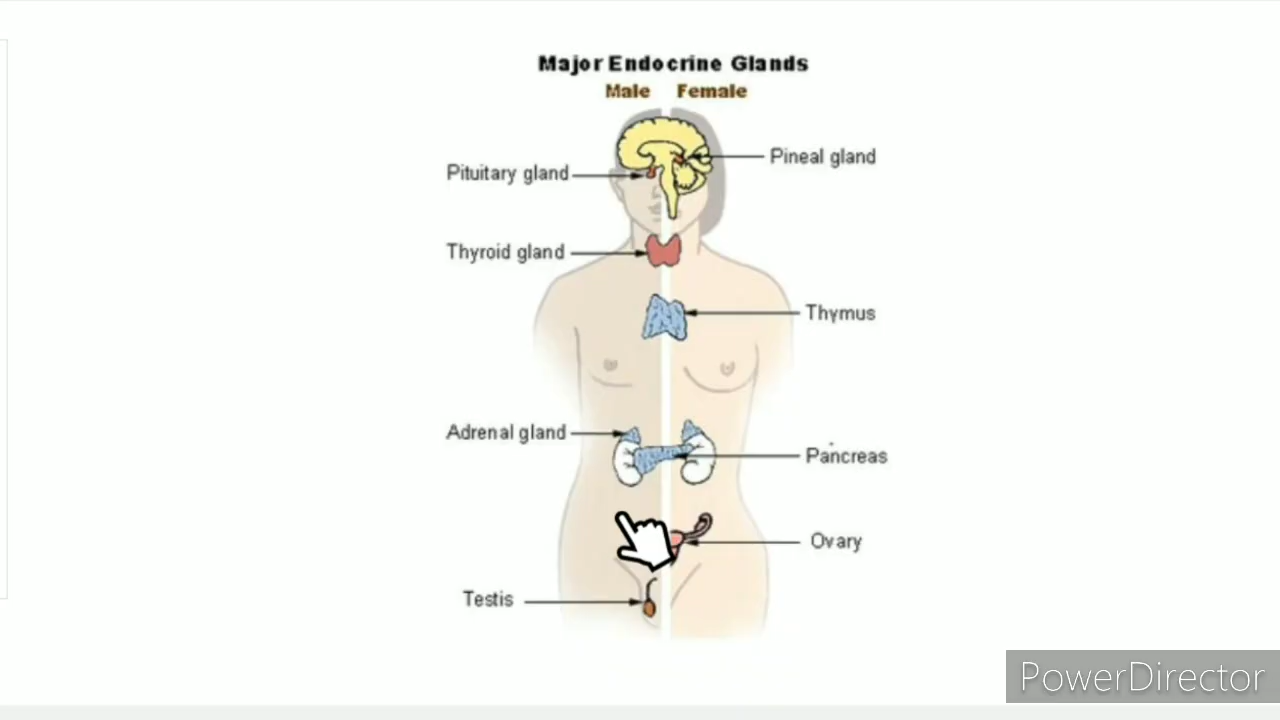 Major Endocrine Glands
Male Female
Pineal gland
Pituitary gland
Thyroid gland
Thymus
Adrenal gland
Pancreas
Ovary
Testis
PowerDirector